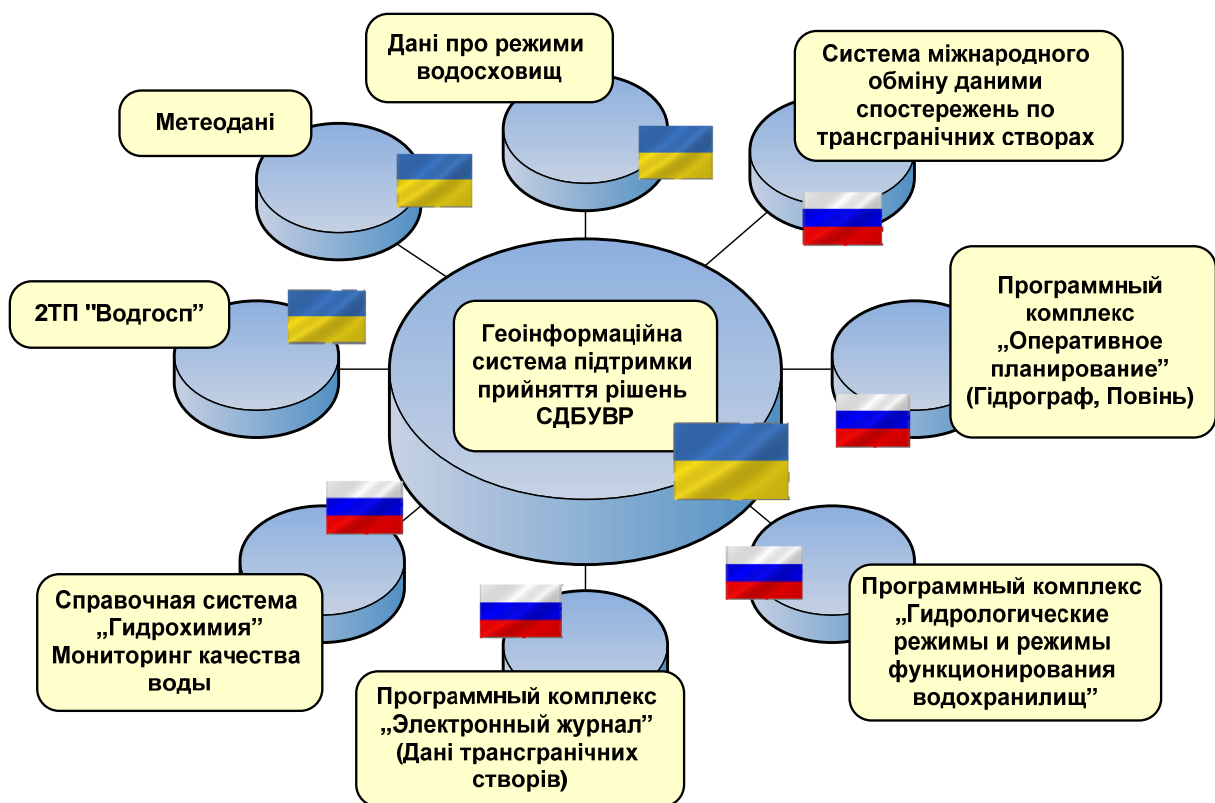 Дані про режими
водосховищ
Система міжнародного
обміну даними
спостережень по
трансграничних створах
Метеодані
2ТП "Водгосп"
Геоінформаційна
система підтримки
прийняття рішень
СДБУВР
Программный
комплекс
„Оперативное
планирование”
(Гідрограф, Повінь)
Справочная система
„Гидрохимия”
Мониторинг качества
воды
Программный комплекс
„Электронный журнал”
(Дані трансграничних
створів)
Программный комплекс
„Гидрологические
режимы и режимы
функционирования
водохранилищ”